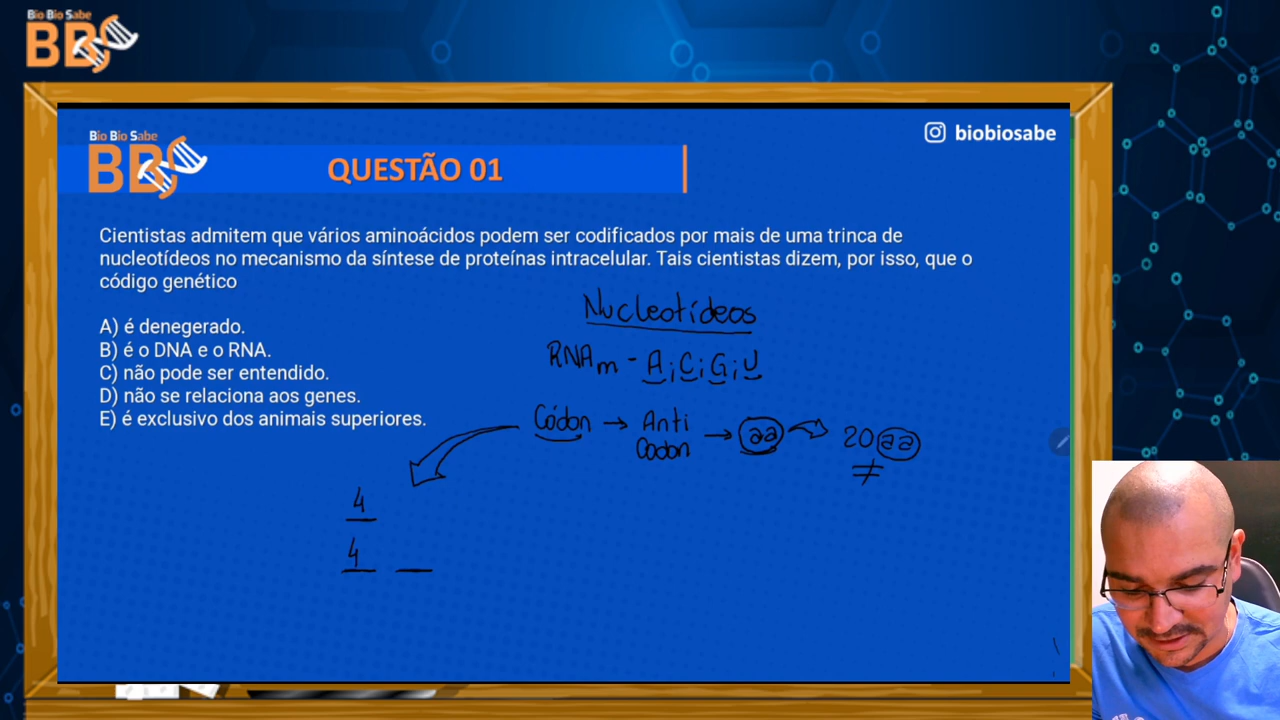 Bio Bio Sabe
BBS
Bio Bio Sabe
BBS
biobiosabe
QUESTÃO 01
Cientistas admitem que vários aminoácidos podem ser codificados por mais de uma trinca de
nucleotídeos no mecanismo da síntese de proteínas intracelular. Tais cientistas dizem, por isso, que o
código genético
A) é denegerado.
B) é o DNA e o RNA.
C) não pode ser entendido.
D) não se relaciona aos genes.
E) é exclusivo dos animais superiores.
Nucleotídeos
RNAm - A; C; G; U
Códon → Anti Codon → aa → 20 aa
≠
4
4